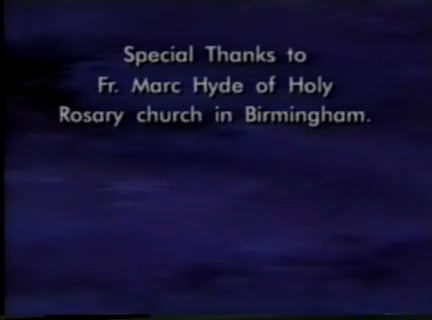 Special Thanks to
Fr. Marc Hyde of Holy
Rosary church in Birmingham.